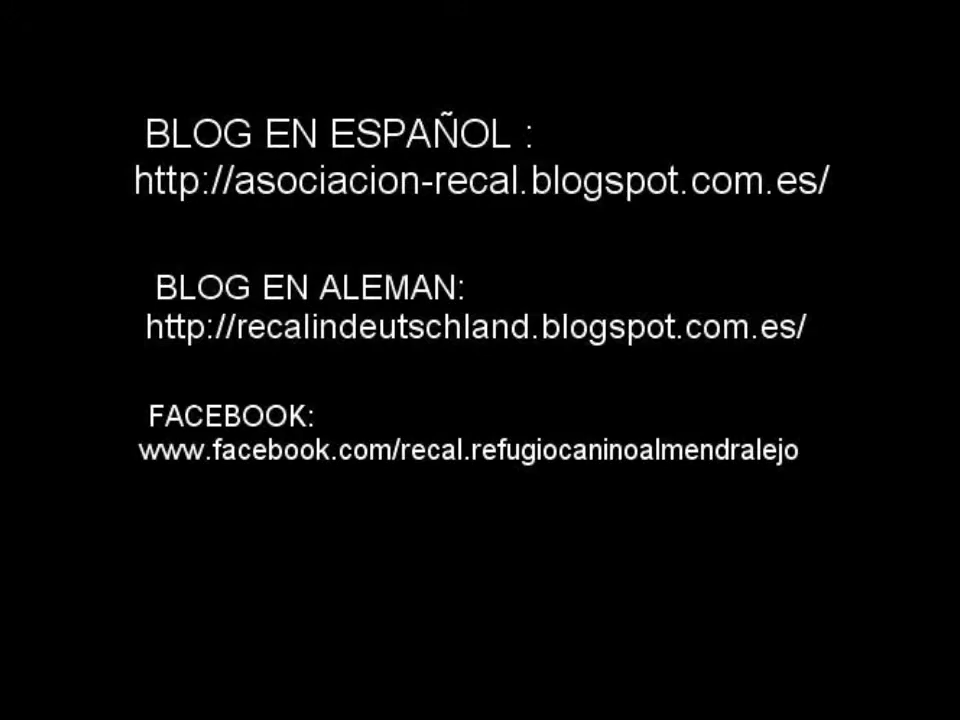 BLOG EN ESPAÑOL :
http://asociacion-recal.blogspot.com.es/
BLOG EN ALEMAN:
http://recalindeutschland.blogspot.com.es/
FACEBOOK:
www.facebook.com/recal.refugiocaninoalmendralejo